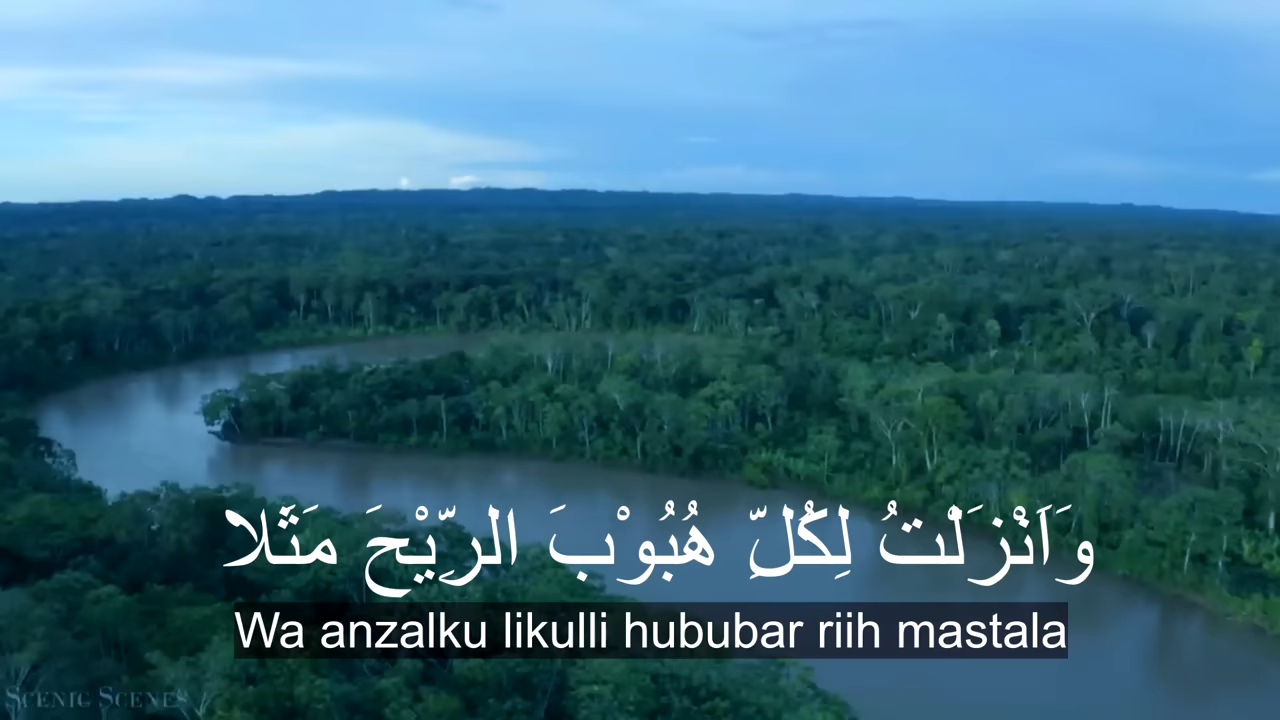 وَاَنْزَلْتُ لِكُلِّ هُبُوْبَ الرِّيْحَ مَثَلا
Wa anzalku likulli hububar riih mastala
SCENIC SCENES